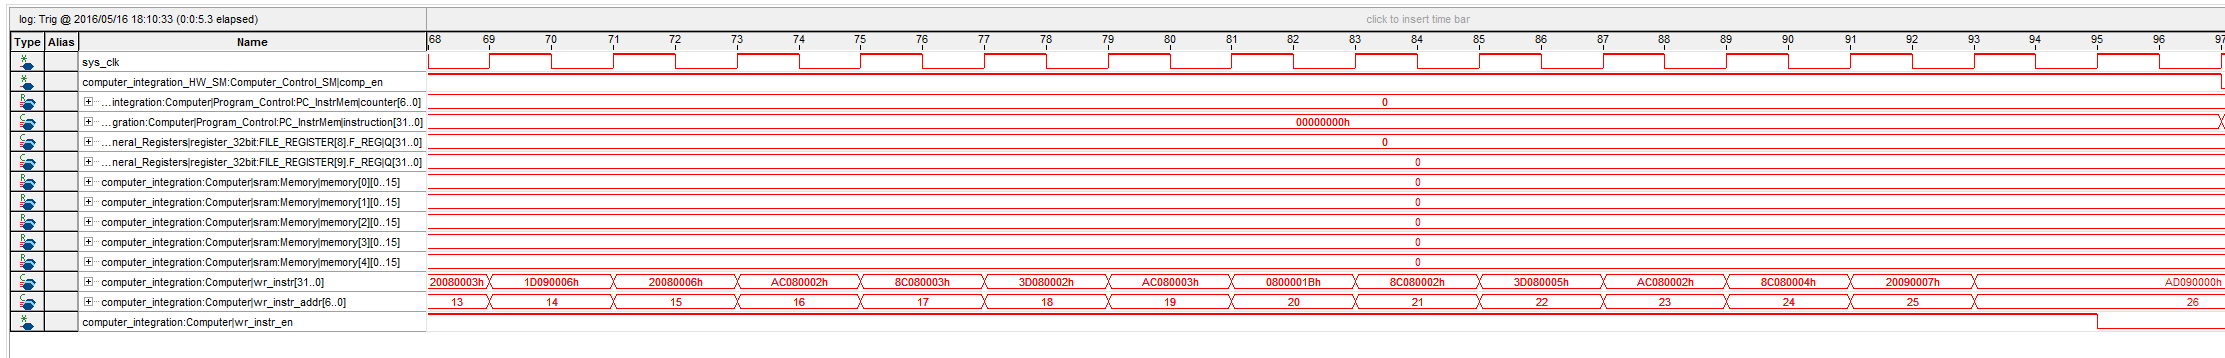 log: Trig @ 2016/05/16 18:10:33 (0:0:5.3 elapsed) click to insert time bar
Type Alias Name 68 69 70 71 72 73 74 75 76 77 78 79 80 81 82 83 84 85 86 87 88 89 90 91 92 93 94 95 96 97
sys_clk
computer_integration_HW_SM:Computer_Control_SM|comp_en
...integration:Computer|Program_Control:PC_InstrMem|counter[6..0] 0
...gration:Computer|Program_Control:PC_InstrMem|instruction[31..0] 00000000h
...neral_Registers|register_32bit:FILE_REGISTER[8].F_REG|Q[31..0] 0
...neral_Registers|register_32bit:FILE_REGISTER[9].F_REG|Q[31..0] 0
computer_integration:Computer|sram:Memory|memory[0][0..15] 0
computer_integration:Computer|sram:Memory|memory[1][0..15] 0
computer_integration:Computer|sram:Memory|memory[2][0..15] 0
computer_integration:Computer|sram:Memory|memory[3][0..15] 0
computer_integration:Computer|sram:Memory|memory[4][0..15] 0
computer_integration:Computer|wr_instr[31..0] 20080003h 1D090006h 20080006h AC080002h 8C080003h 3D080002h AC080003h 0800001Bh 8C080002h 3D080005h AC080002h 8C080004h 20090007h AD090000h
computer_integration:Computer|wr_instr_addr[6..0] 13 14 15 16 17 18 19 20 21 22 23 24 25 26
computer_integration:Computer|wr_instr_en